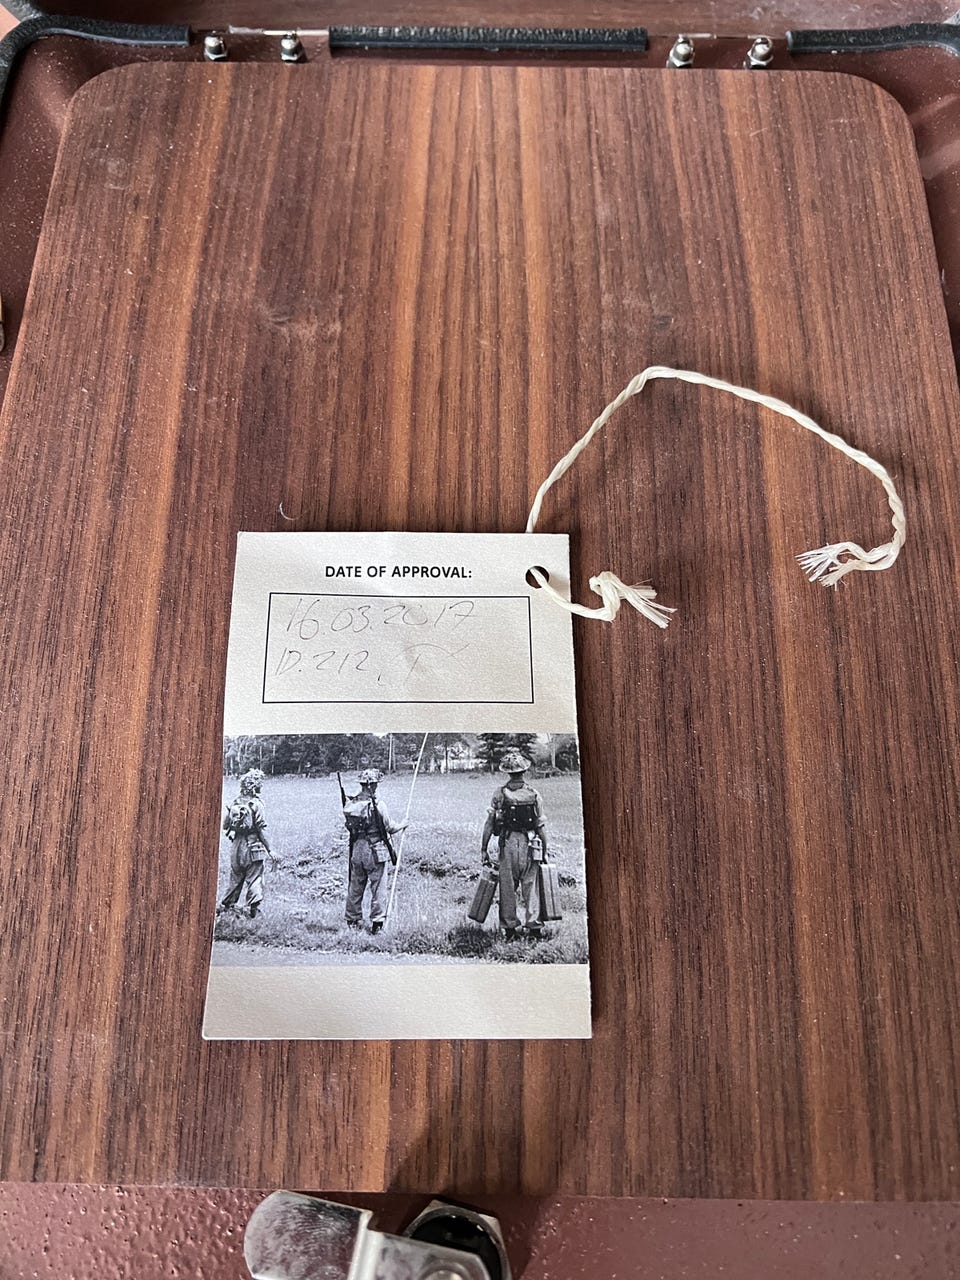 DATE OF APPROVAL:
16.03.2017
ID.212